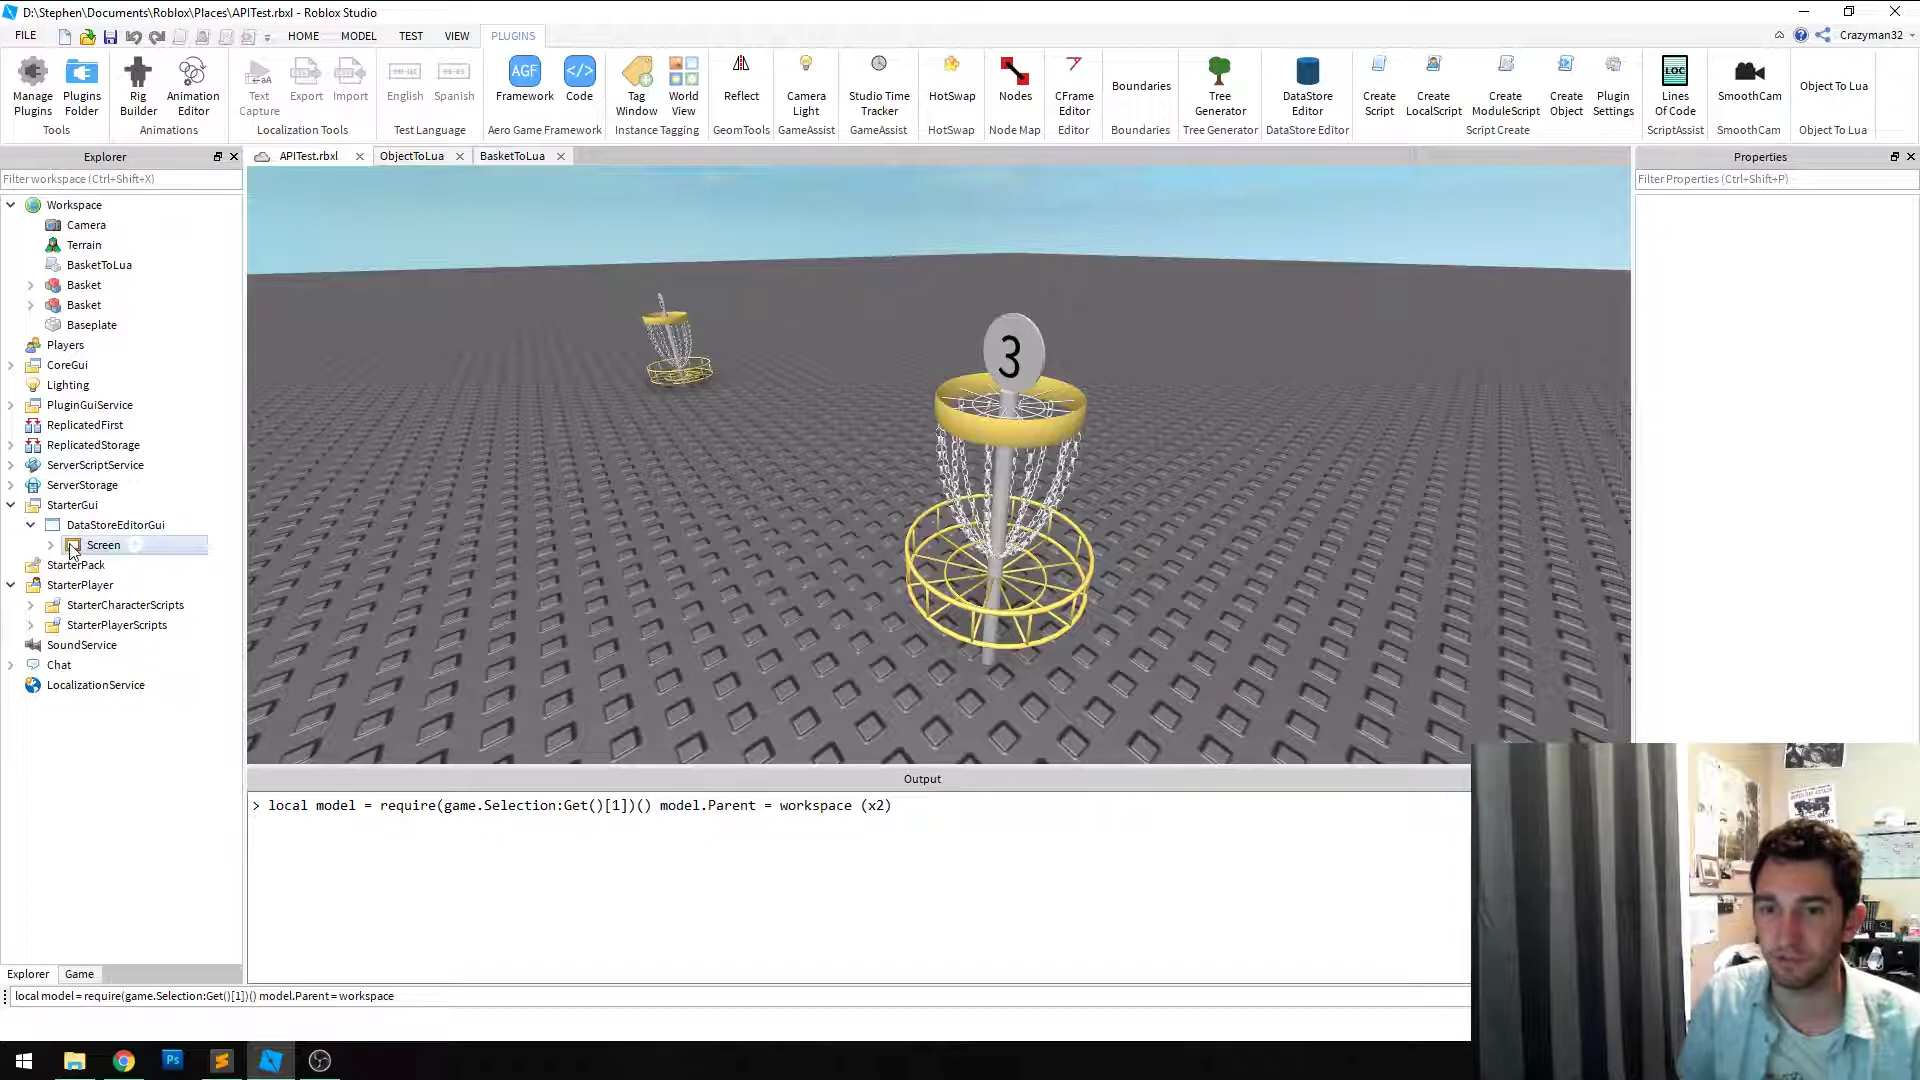 D:\Stephen\Documents\Roblox\Places\APITest.rbxl - Roblox Studio
FILE
HOME
MODEL
TEST
VIEW
PLUGINS
Crazyman32
Manage Plugins
Plugins Folder
Tools
Rig Builder
Animation Editor
Animations
Text Capture
Export
Import
Localization Tools
English
Spanish
Test Language
AGF
Framework
Code
Aero Game Framework
Tag Window
World View
Instance Tagging
Reflect
GeomTools
Camera Light
GameAssist
Studio Time Tracker
GameAssist
HotSwap
HotSwap
Nodes
Node Map
CFrame Editor
Editor
Boundaries
Boundaries
Tree Generator
Tree Generator
DataStore Editor
DataStore Editor
Create Script
Create LocalScript
Create ModuleScript
Create Object
Plugin Settings
Script Create
LOC
Lines Of Code
ScriptAssist
SmoothCam
SmoothCam
Object To Lua
Object To Lua
Explorer
Filter workspace (Ctrl+Shift+X)
Workspace
Camera
Terrain
BasketToLua
Basket
Basket
Baseplate
Players
CoreGui
Lighting
PluginGuiService
ReplicatedFirst
ReplicatedStorage
ServerScriptService
ServerStorage
StarterGui
DataStoreEditorGui
Screen
StarterPack
StarterPlayer
StarterCharacterScripts
StarterPlayerScripts
SoundService
Chat
LocalizationService
Explorer
Game
APITest.rbxl
ObjectToLua
BasketToLua
3
Properties
Filter Properties (Ctrl+Shift+P)
Output
> local model = require(game.Selection:Get()[1])() model.Parent = workspace (x2)
local model = require(game.Selection:Get()[1])() model.Parent = workspace
Ps